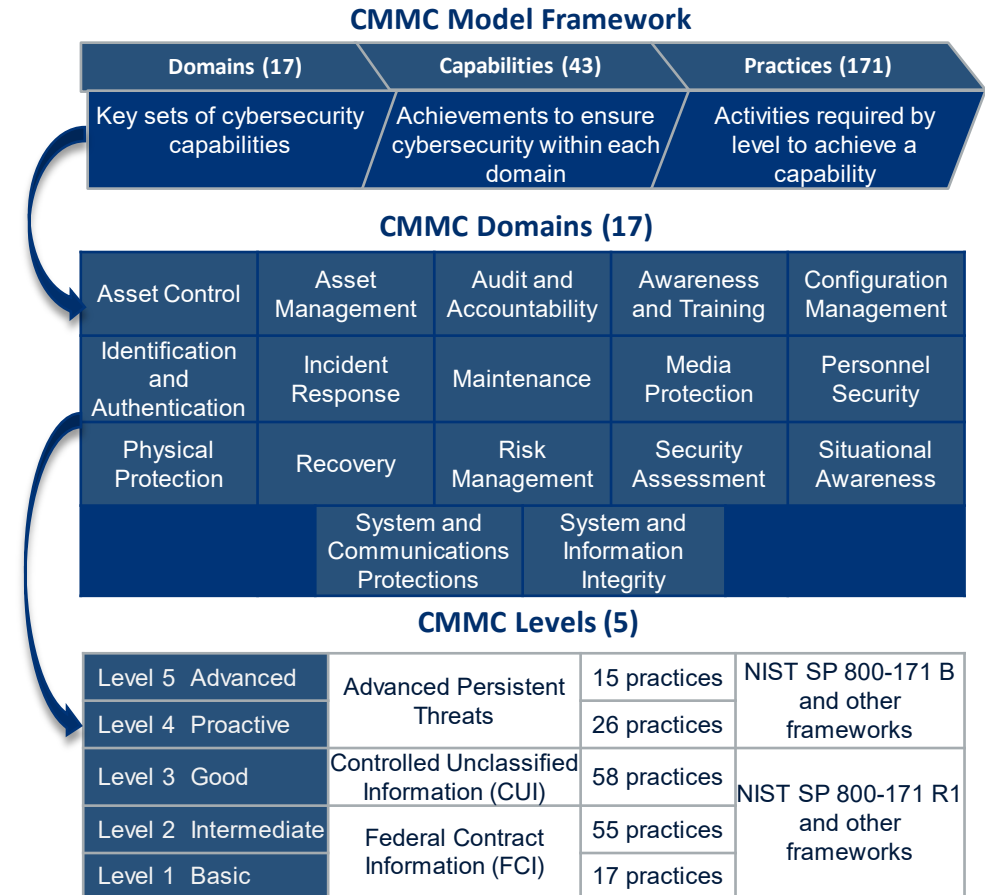 CMMC Model Framework
Domains (17)
Capabilities (43)
Practices (171)
Key sets of cybersecurity
capabilities
Achievements to ensure
cybersecurity within each
domain
Activities required by
level to achieve a
capability
CMMC Domains (17)
Asset Control
Asset
Management
Audit and
Accountability
Awareness
and Training
Configuration
Management
Identification
and
Authentication
Incident
Response
Maintenance
Media
Protection
Personnel
Security
Physical
Protection
Recovery
Risk
Management
Security
Assessment
Situational
Awareness
System and
Communications
Protections
System and
Information
Integrity
CMMC Levels (5)
Level 5 Advanced
Advanced Persistent
Threats
15 practices
NIST SP 800-171 B
and other
frameworks
Level 4 Proactive
26 practices
Level 3 Good
Controlled Unclassified
Information (CUI)
58 practices
NIST SP 800-171 R1
and other
frameworks
Level 2 Intermediate
Federal Contract
Information (FCI)
55 practices
Level 1 Basic
17 practices